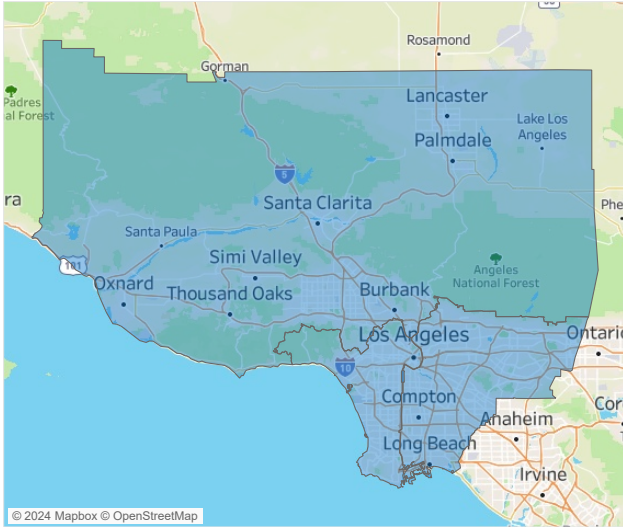 Rosamond
Gorman
Padres
al Forest
Lancaster
Lake Los
Angeles
Palmdale
5
ra
Santa Clarita
Phe
Santa Paula
Simi Valley
101
Angeles
National Forest
Oxnard
Thousand Oaks
Burbank
Los Angeles
Ontario
10
Compton
Cor
Anaheim
Long Beach
Irvine
© 2024 Mapbox © OpenStreetMap